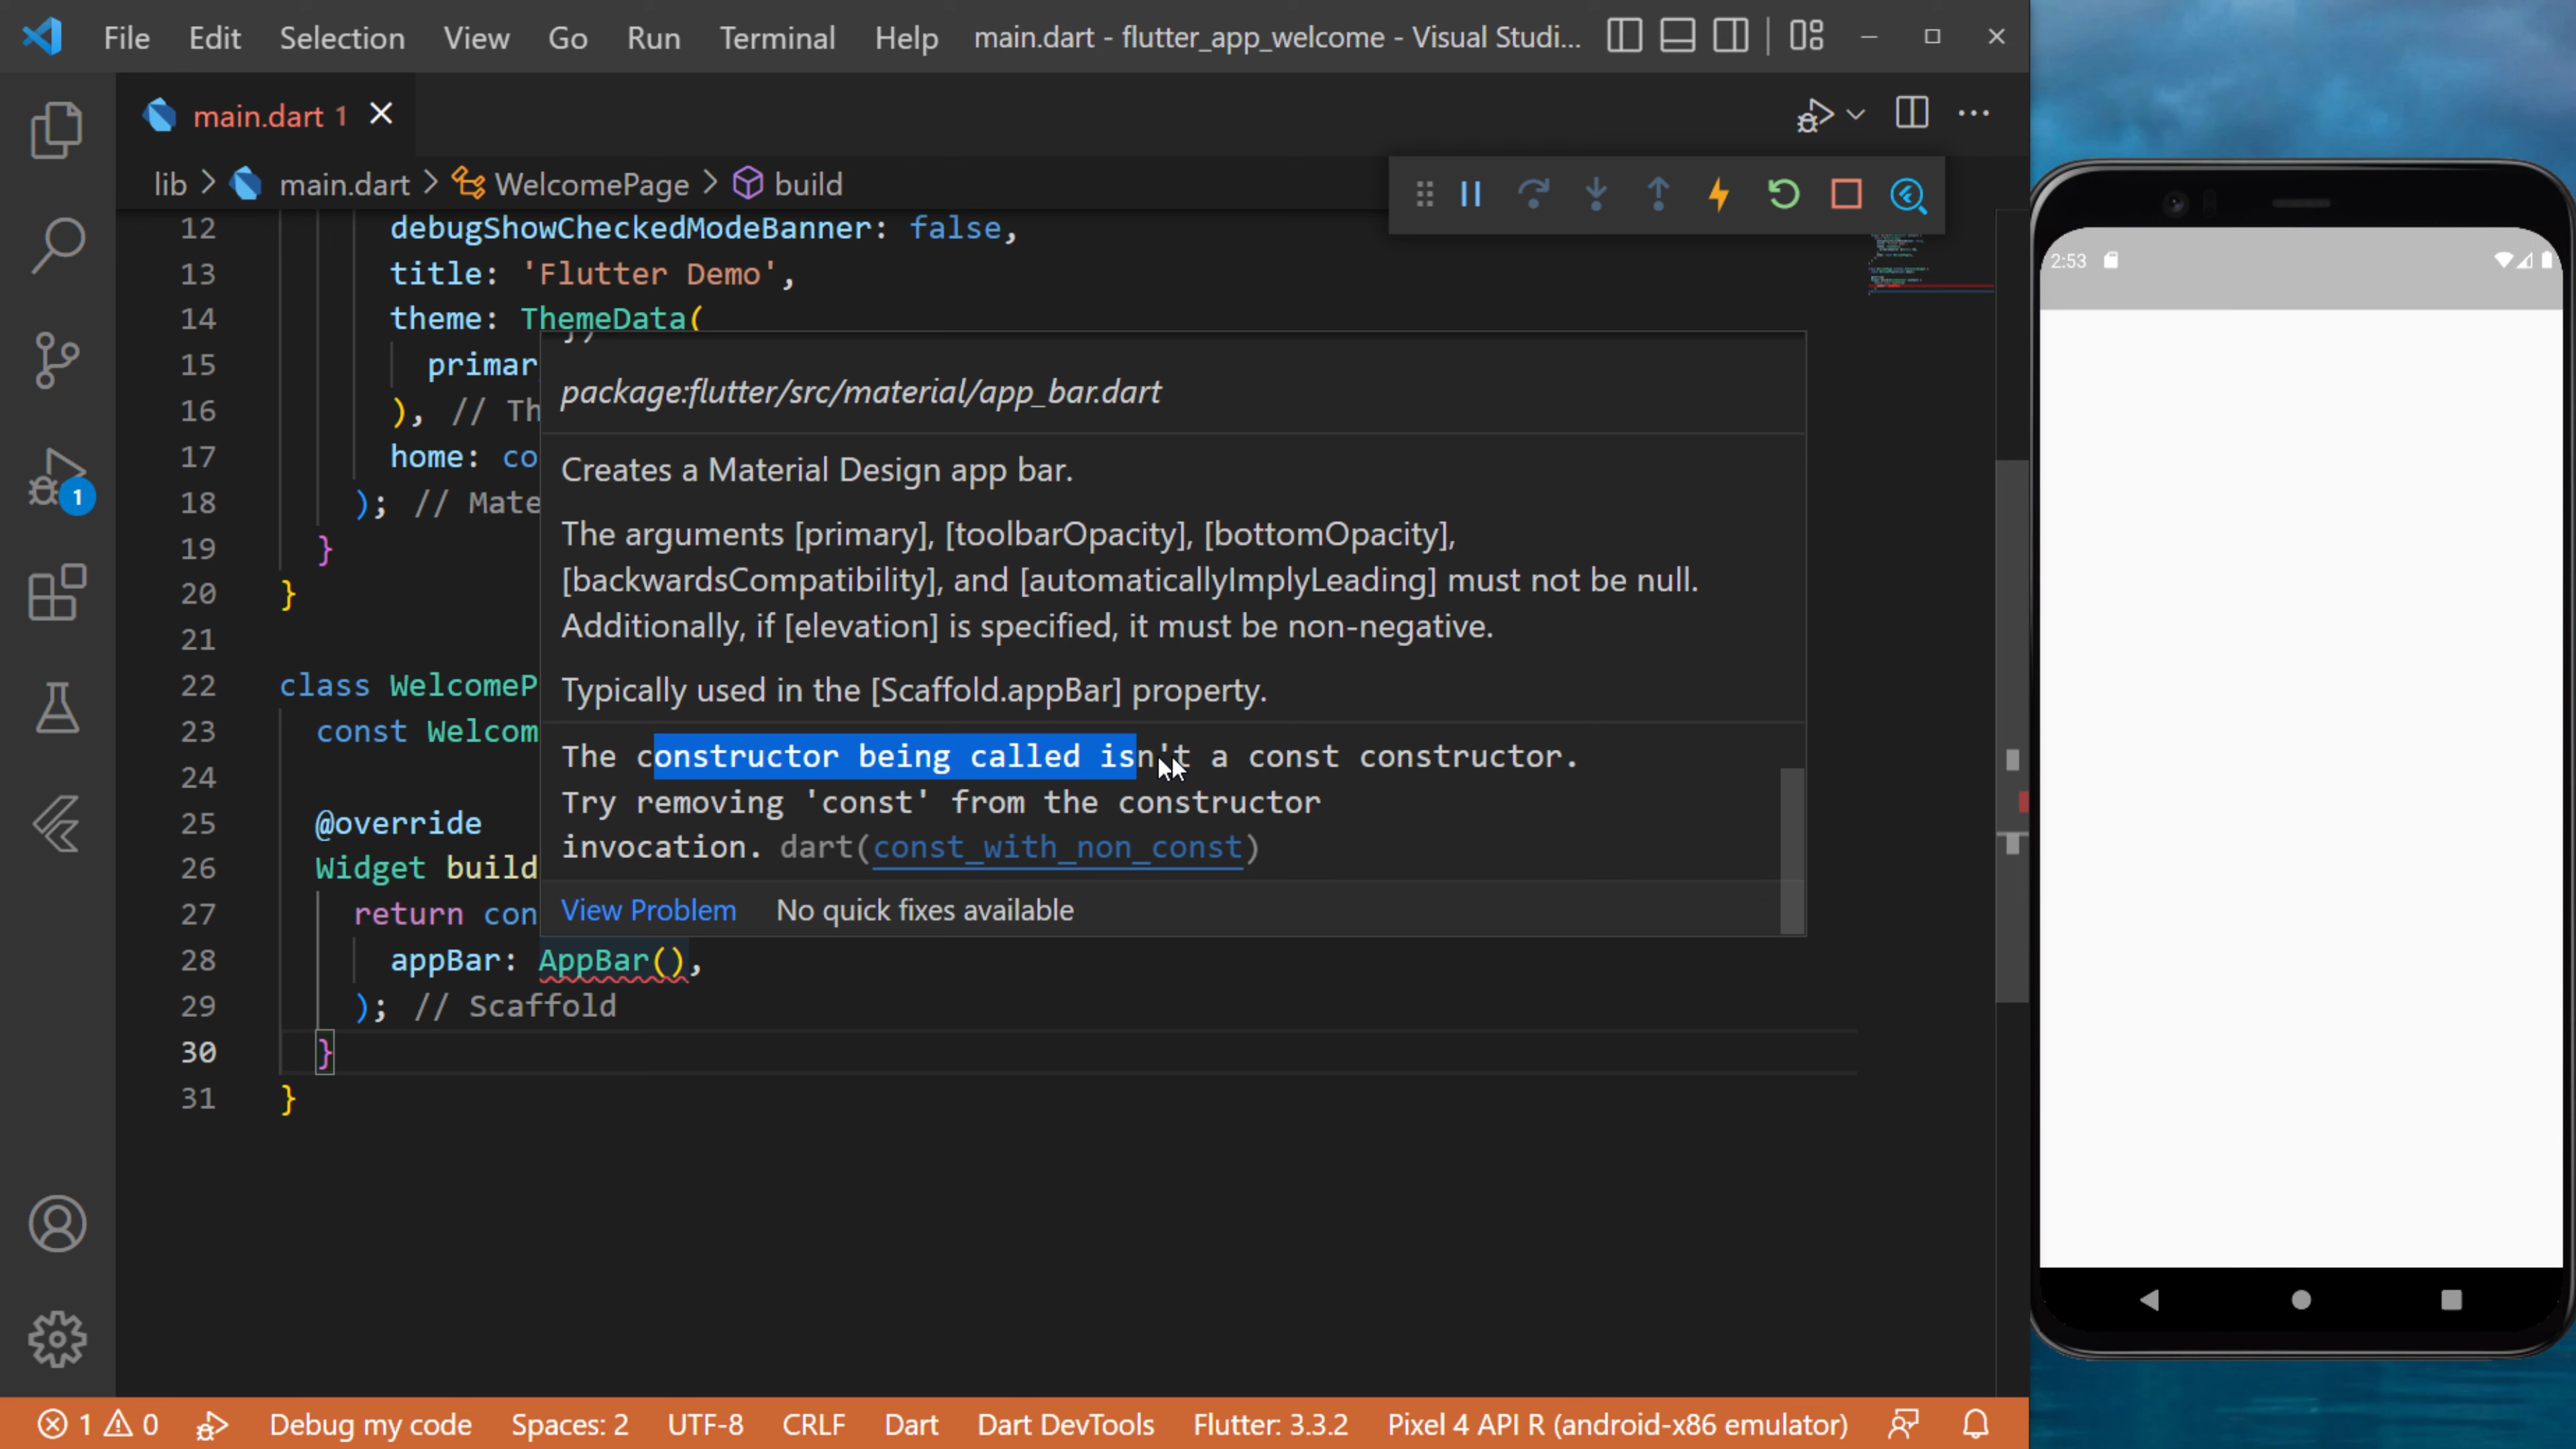 File Edit Selection View Go Run Terminal Help main.dart - flutter_app_welcome - Visual Studi...
main.dart 1
lib > main.dart > WelcomePage > build
12 debugShowCheckedModeBanner: false,
13 title: 'Flutter Demo',
14 theme: ThemeData(
15 primar
16 ), // Th
17 home: co
18 ); // Mate
19 }
20 }
21
22 class WelcomeP
23 const Welcom
24
25 @override
26 Widget build
27 return con
28 appBar: AppBar(),
29 ); // Scaffold
30 }
31 }
package:flutter/src/material/app_bar.dart
Creates a Material Design app bar.
The arguments [primary], [toolbarOpacity], [bottomOpacity],
[backwardsCompatibility], and [automaticallyImplyLeading] must not be null.
Additionally, if [elevation] is specified, it must be non-negative.
Typically used in the [Scaffold.appBar] property.
The constructor being called isn't a const constructor.
Try removing 'const' from the constructor
invocation. dart(const_with_non_const)
View Problem No quick fixes available
1
2:53
1 0 Debug my code Spaces: 2 UTF-8 CRLF Dart Dart DevTools Flutter: 3.3.2 Pixel 4 API R (android-x86 emulator)